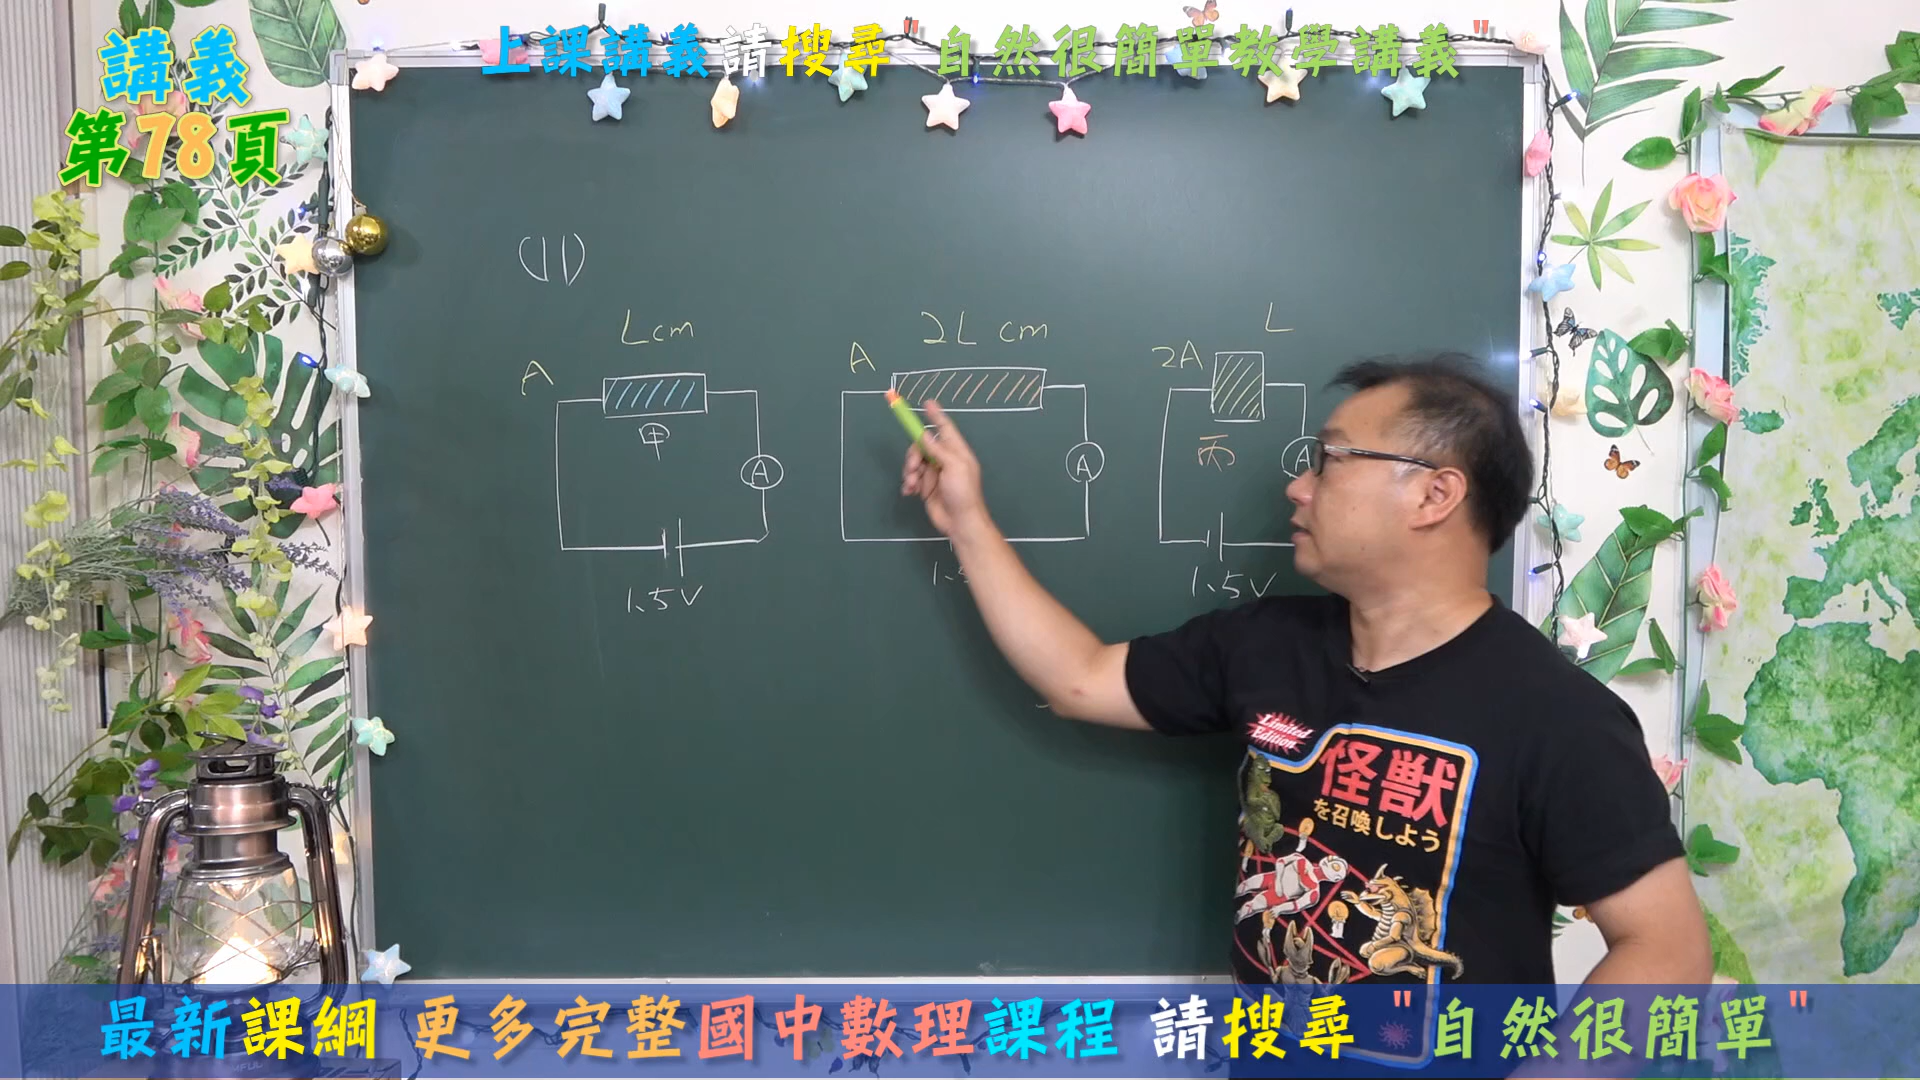 上課講義請搜尋"自然很簡單教學講義"
講義
第78頁
(11)
Lcm
A
甲
A
1.5V
2L cm
A
A
L
2A
丙
A
1.5V
Limited
Edition
怪獣
を召喚しよう
最新課綱 更多完整國中數理課程 請搜尋"自然很簡單"